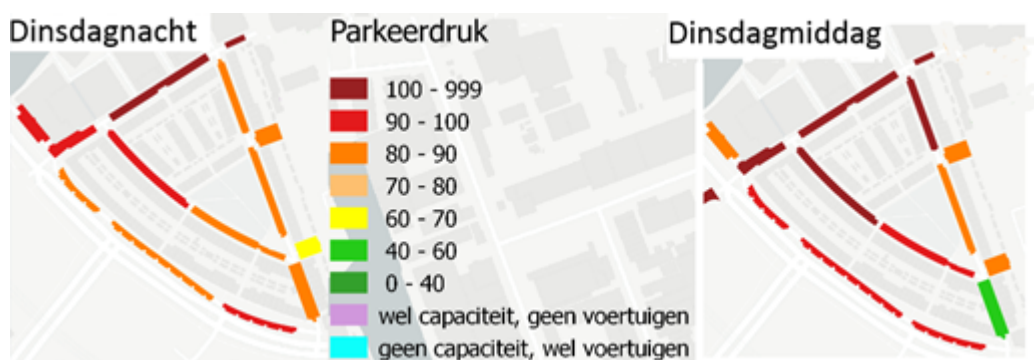 Dinsdagnacht
Parkeerdruk
Dinsdagmiddag
100 - 999
90 - 100
80 - 90
70 - 80
60 - 70
40 - 60
0 - 40
wel capaciteit, geen voertuigen
geen capaciteit, wel voertuigen